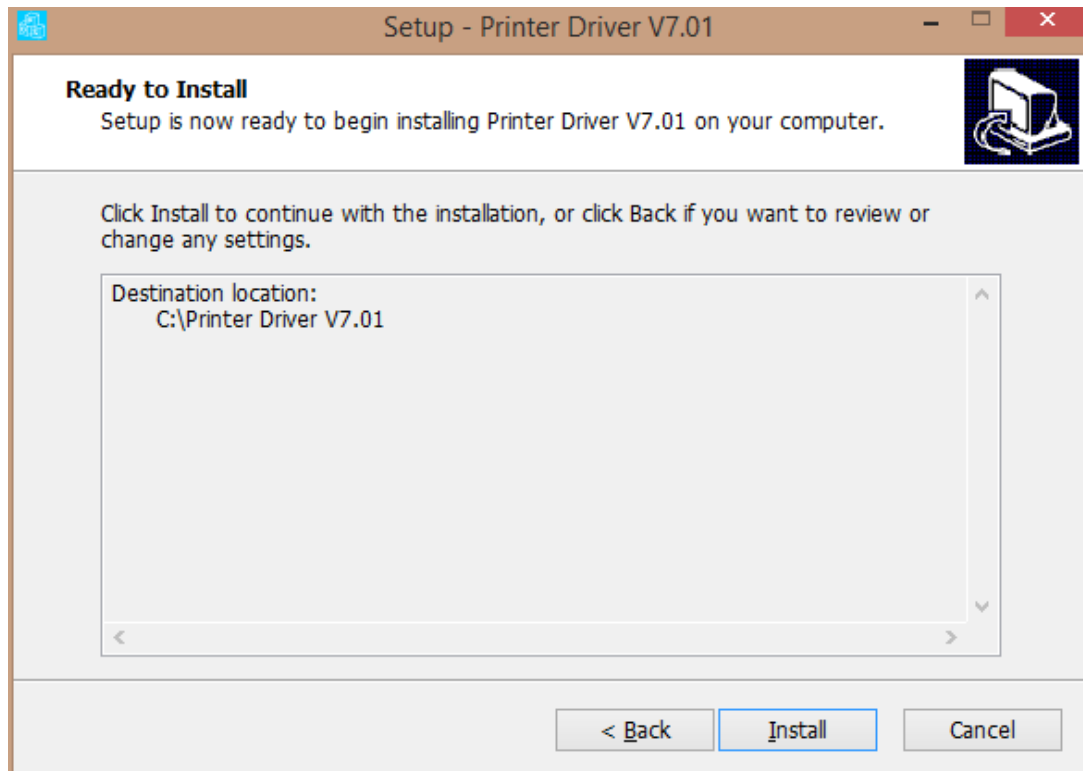 Setup - Printer Driver V7.01
Ready to Install
Setup is now ready to begin installing Printer Driver V7.01 on your computer.
Click Install to continue with the installation, or click Back if you want to review or
change any settings.
Destination location:
C:\Printer Driver V7.01
< Back Install Cancel